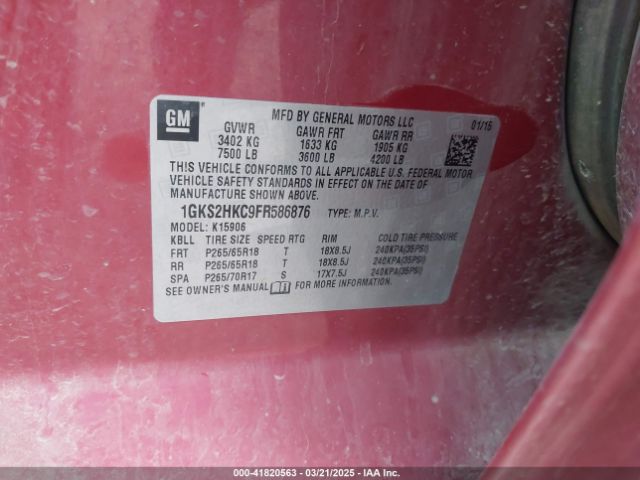 GM
MFD BY GENERAL MOTORS LLC
01/15
GVWR GAWR FRT GAWR RR
3402 KG 1633 KG 1905 KG
7500 LB 3600 LB 4200 LB
THIS VEHICLE CONFORMS TO ALL APPLICABLE U.S. FEDERAL MOTOR
VEHICLE SAFETY STANDARDS IN EFFECT ON THE DATE OF
MANUFACTURE SHOWN ABOVE.
1GKS2HKC9FR586876 TYPE: M.P.V.
MODEL: K15906
KBLL TIRE SIZE SPEED RTG RIM COLD TIRE PRESSURE
FRT P265/65R18 T 18X8.5J 240KPA(35PSI)
RR P265/65R18 T 18X8.5J 240KPA(35PSI)
SPA P265/70R17 S 17X7.5J 240KPA(35PSI)
SEE OWNER'S MANUAL FOR MORE INFORMATION.
000-41820563 — 03/21/2025 — IAA Inc.